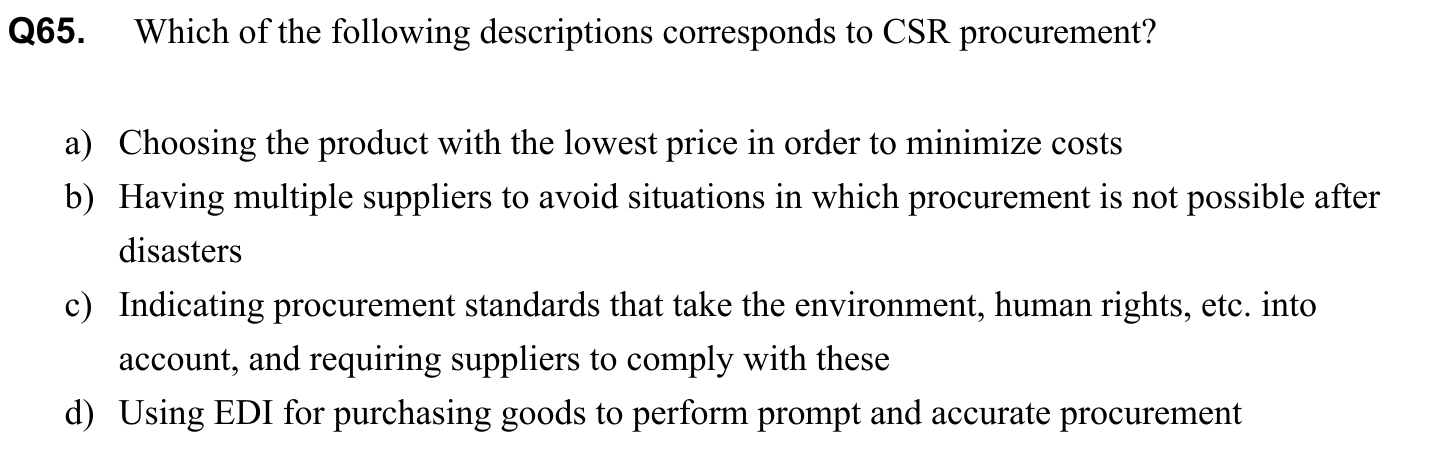 Q65. Which of the following descriptions corresponds to CSR procurement?
a) Choosing the product with the lowest price in order to minimize costs
b) Having multiple suppliers to avoid situations in which procurement is not possible after
disasters
c) Indicating procurement standards that take the environment, human rights, etc. into
account, and requiring suppliers to comply with these
d) Using EDI for purchasing goods to perform prompt and accurate procurement